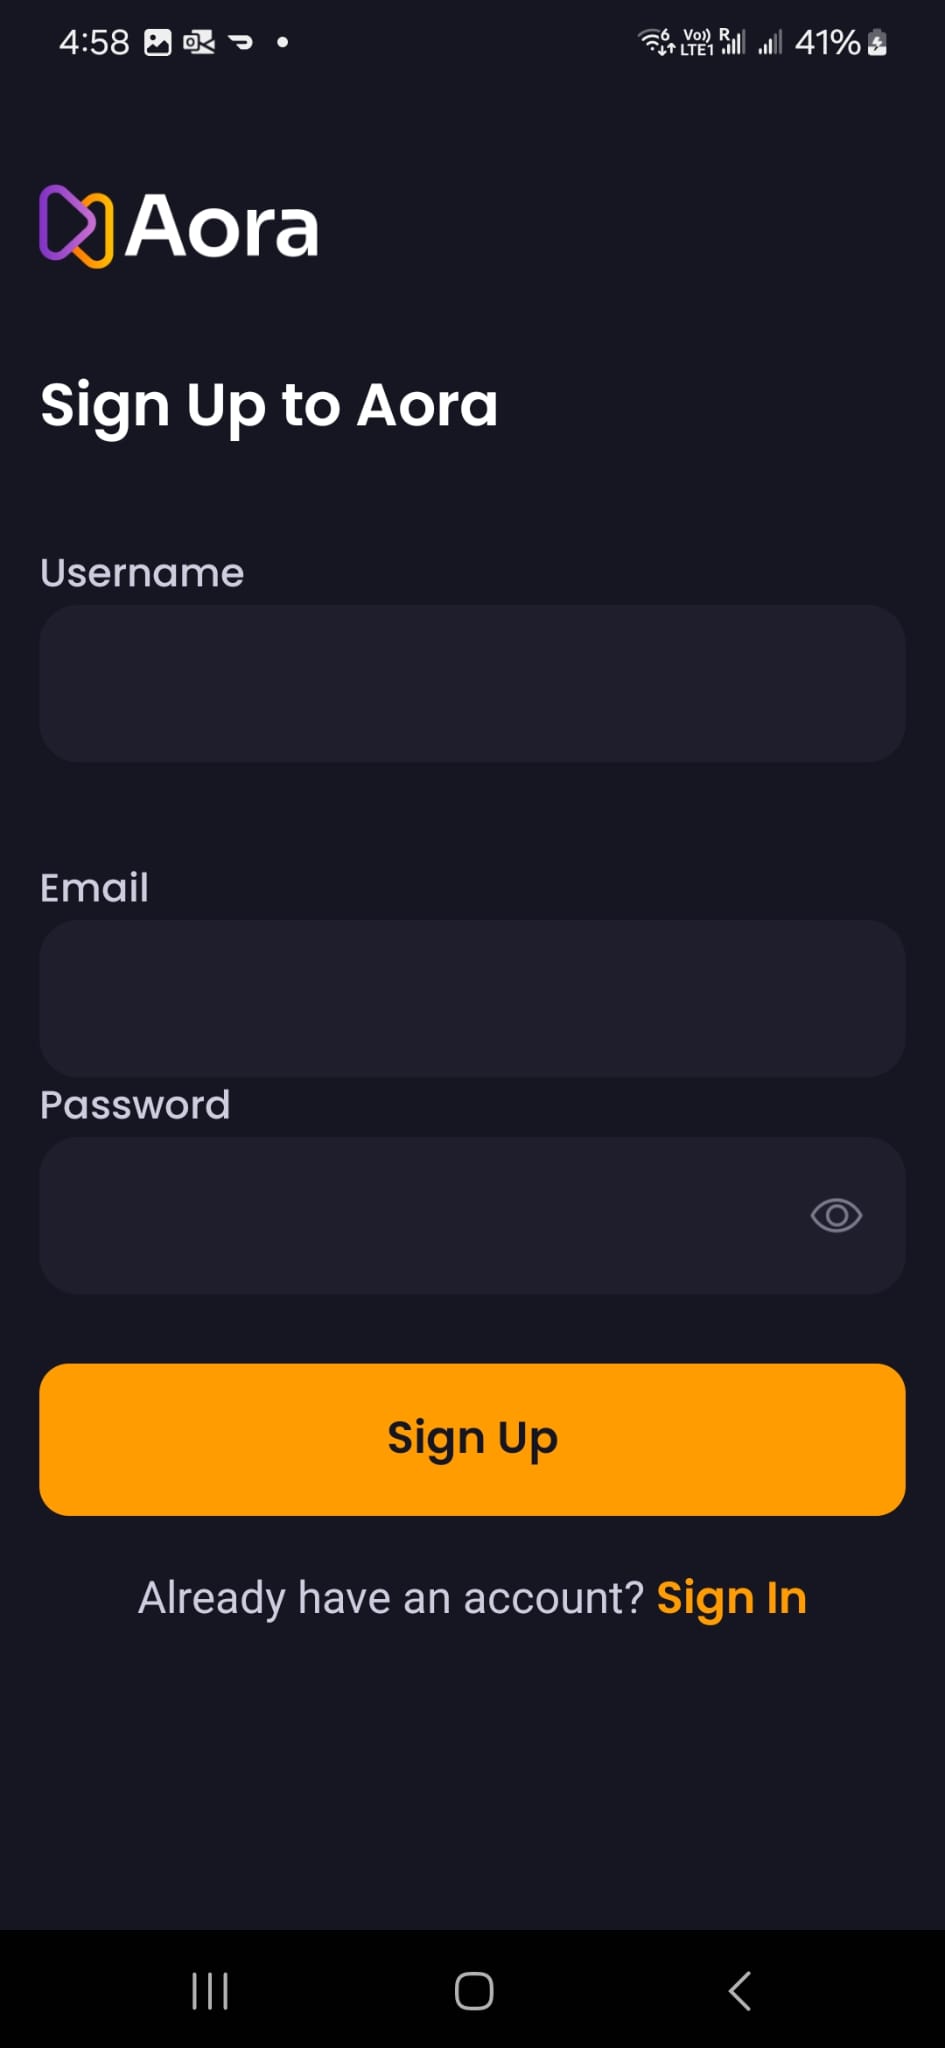 4:58 41%
Vo)) R
LTE1
6
Aora
Sign Up to Aora
Username
Email
Password
Sign Up
Already have an account? Sign In